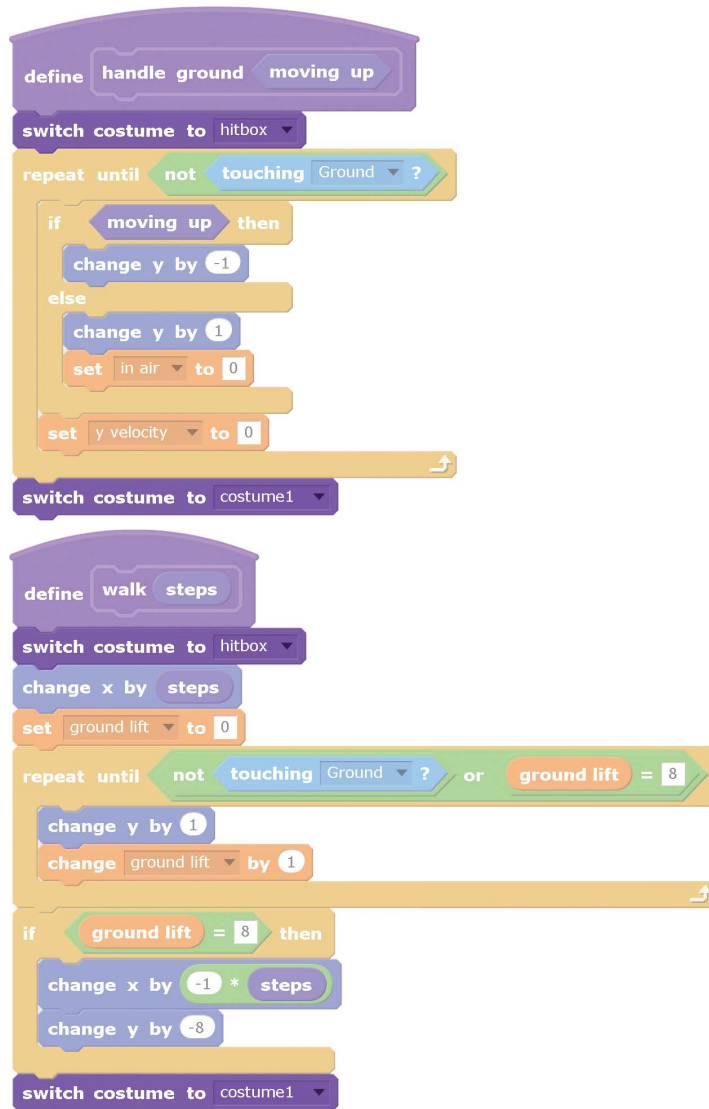 define handle ground moving up
switch costume to hitbox
repeat until not touching Ground ?
if moving up then
change y by -1
else
change y by 1
set in air to 0
set y velocity to 0
switch costume to costume1
define walk steps
switch costume to hitbox
change x by steps
set ground lift to 0
repeat until not touching Ground ? or ground lift = 8
change y by 1
change ground lift by 1
if ground lift = 8 then
change x by -1 * steps
change y by -8
switch costume to costume1